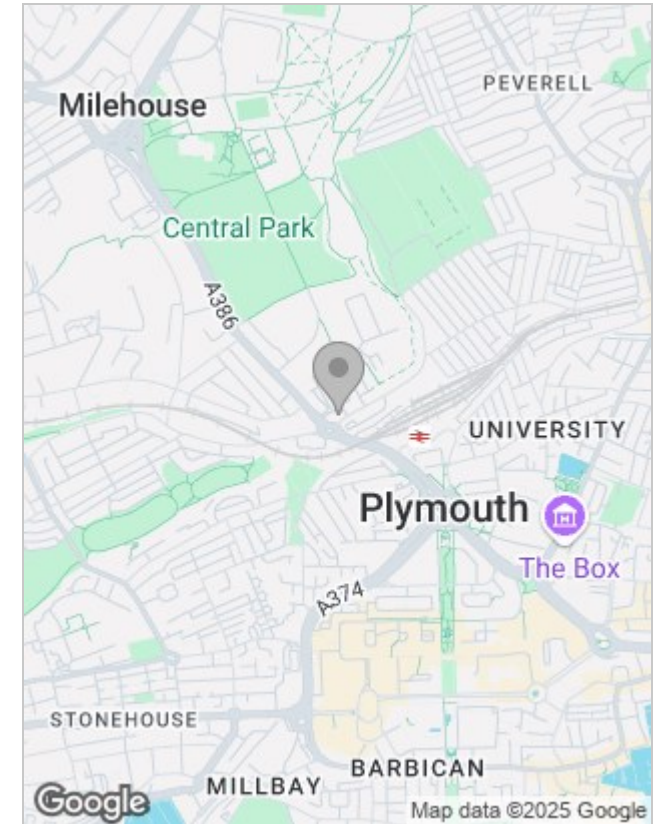 PEVERELL
Milehouse
Central Park
A386
UNIVERSITY
Plymouth
H
The Box
A374
STONEHOUSE
BARBICAN
MILLBAY
Google
Map data ©2025 Google